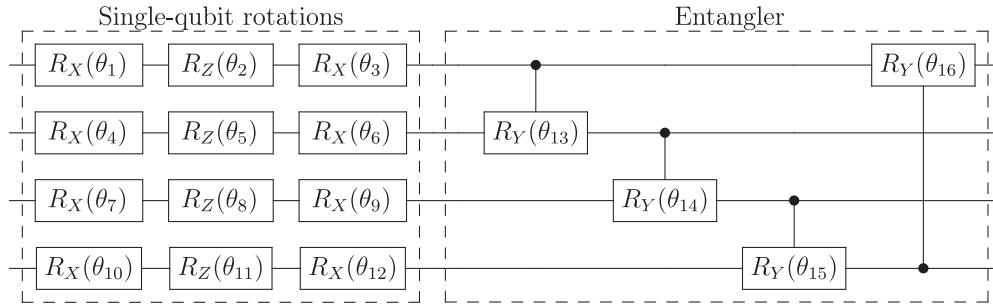 Single-qubit rotations Entangler
R_X(θ_1) R_Z(θ_2) R_X(θ_3) R_Y(θ_16)
R_X(θ_4) R_Z(θ_5) R_X(θ_6) R_Y(θ_13)
R_X(θ_7) R_Z(θ_8) R_X(θ_9) R_Y(θ_14)
R_X(θ_10) R_Z(θ_11) R_X(θ_12) R_Y(θ_15)